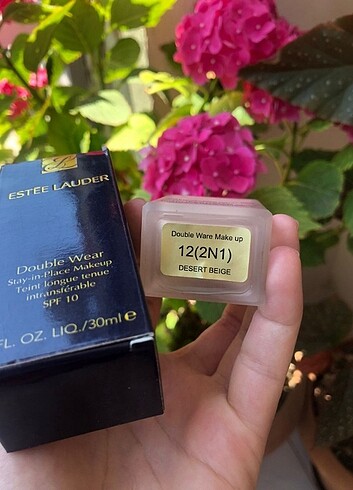 ESTĒE LAUDER
Double Wear
Stay-in-Place Makeup
Teint longue tenue
intransférable
SPF 10
FL. OZ. LIQ./30ml e
Double Ware Make up
12(2N1)
DESERT BEIGE